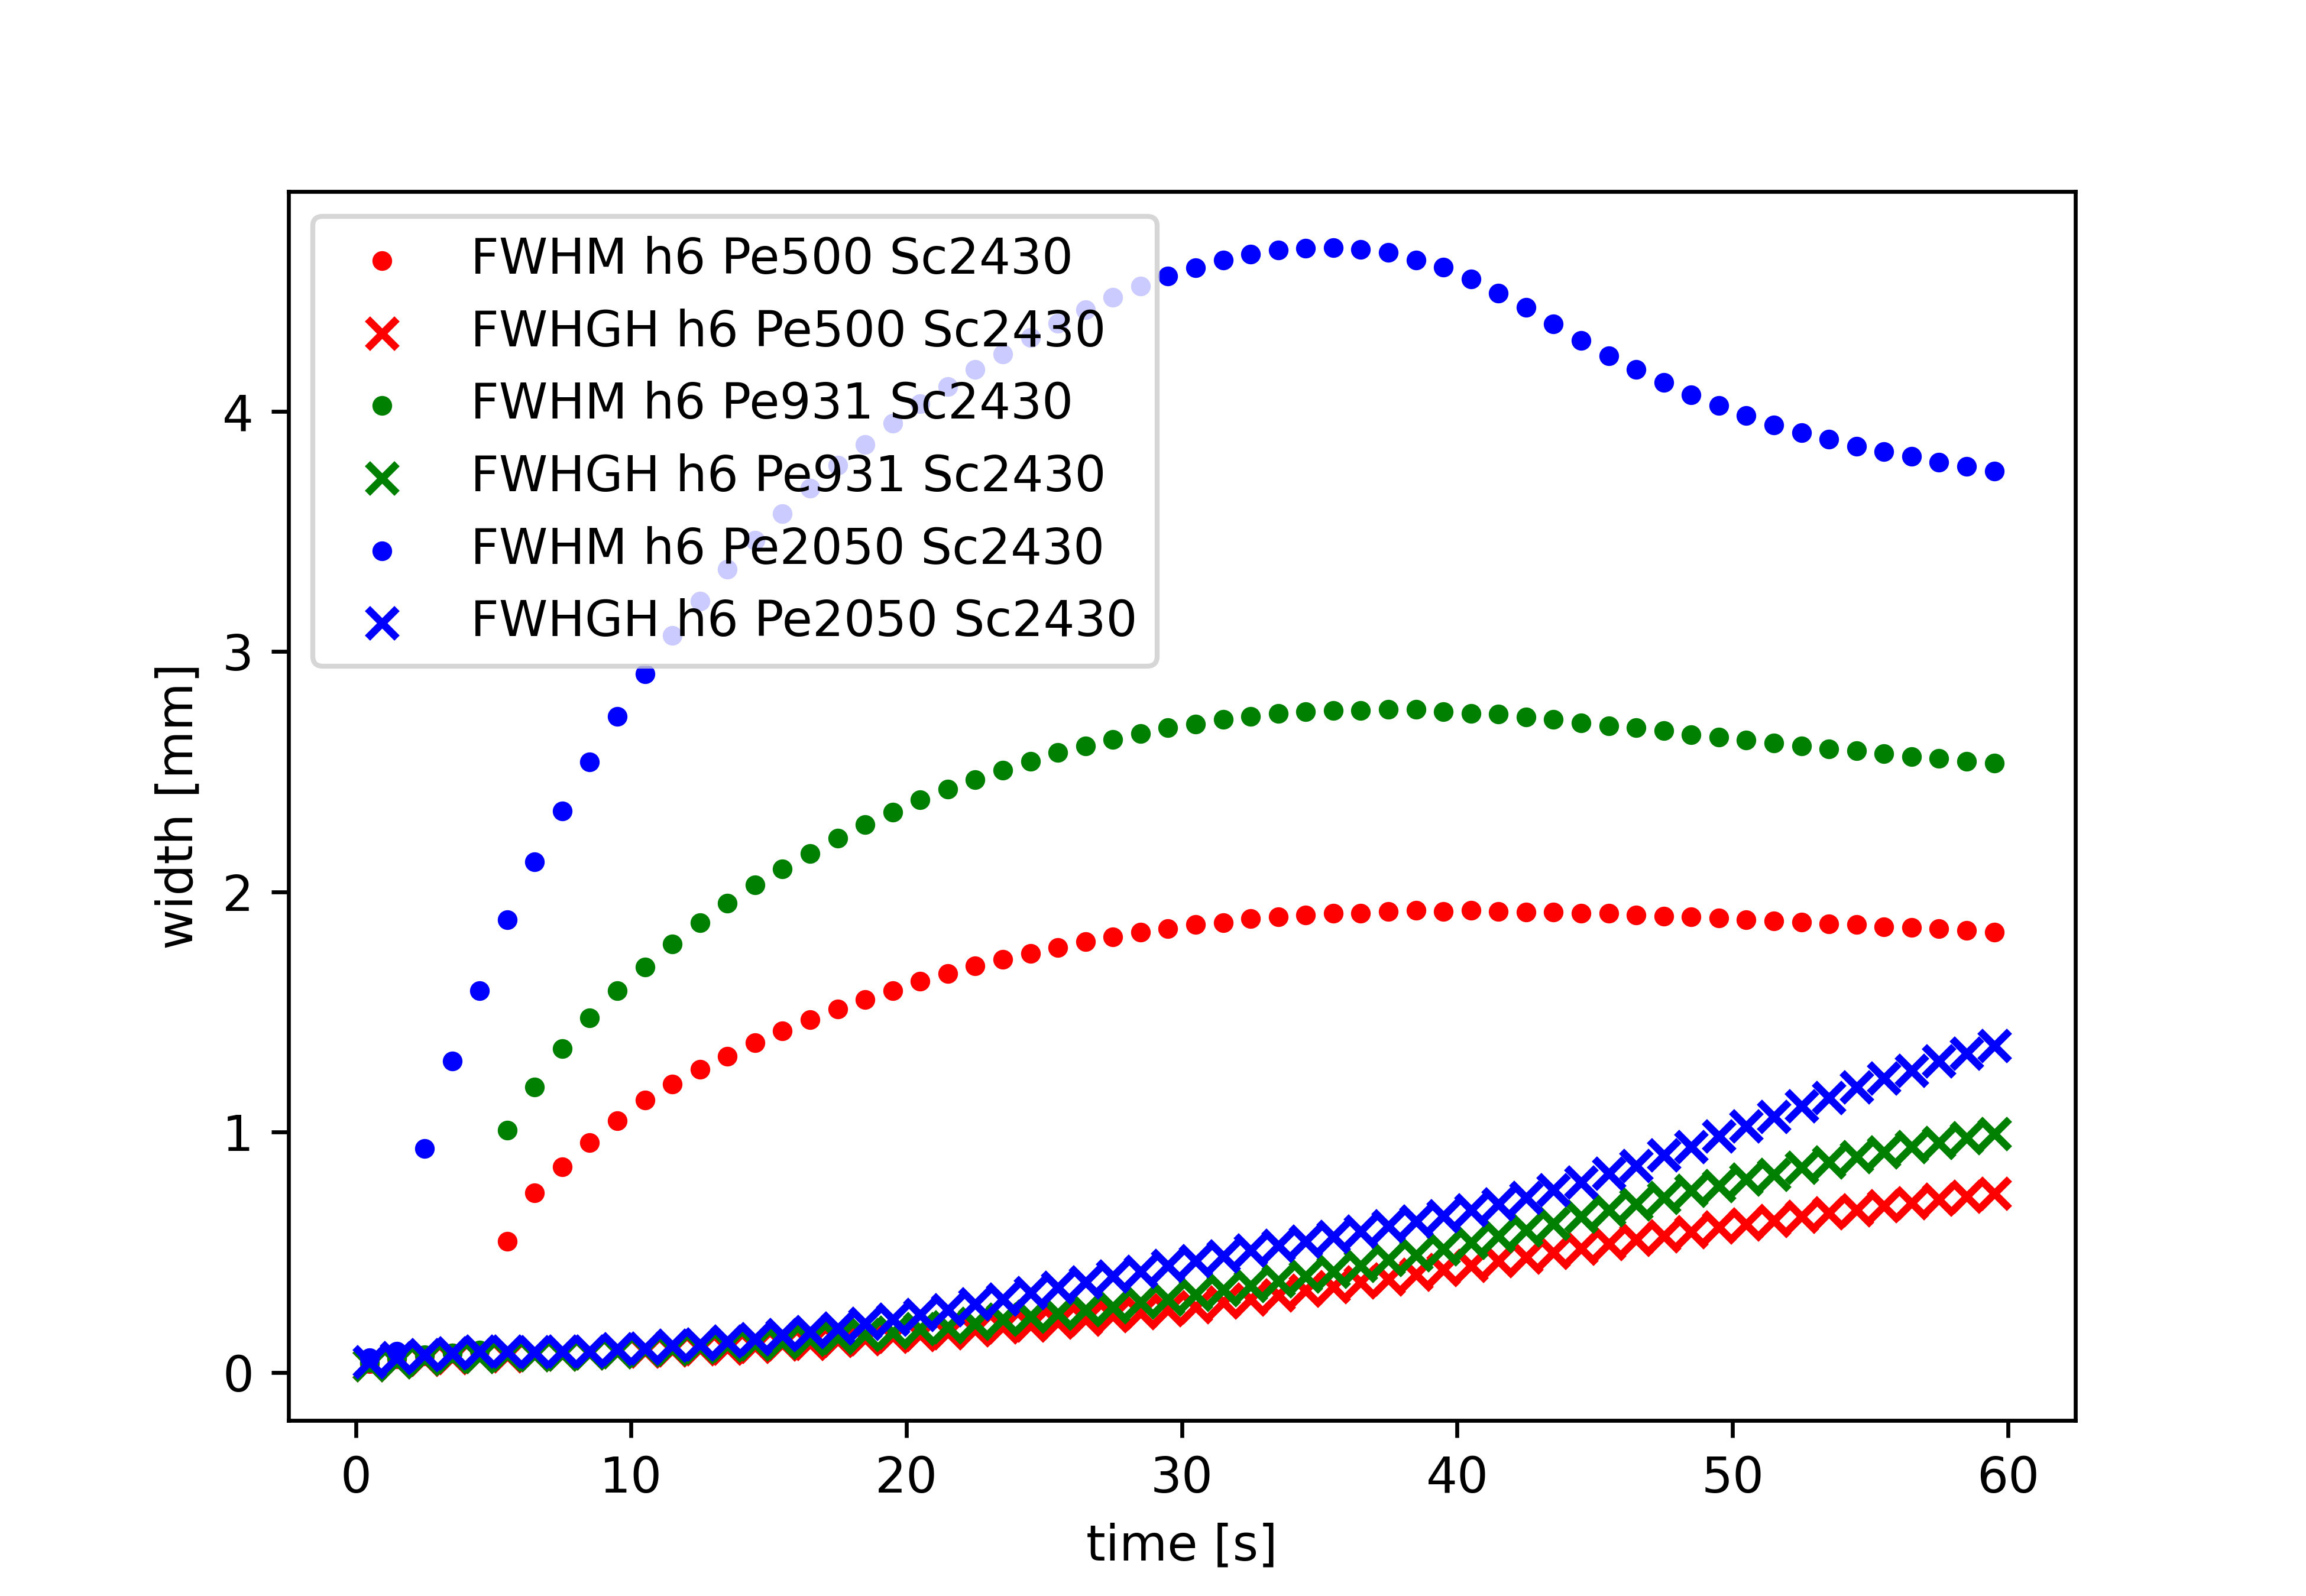 FWHM h6 Pe500 Sc2430
FWHGH h6 Pe500 Sc2430
FWHM h6 Pe931 Sc2430
FWHGH h6 Pe931 Sc2430
FWHM h6 Pe2050 Sc2430
FWHGH h6 Pe2050 Sc2430
4
3
2
1
0
width [mm]
0 10 20 30 40 50 60
time [s]